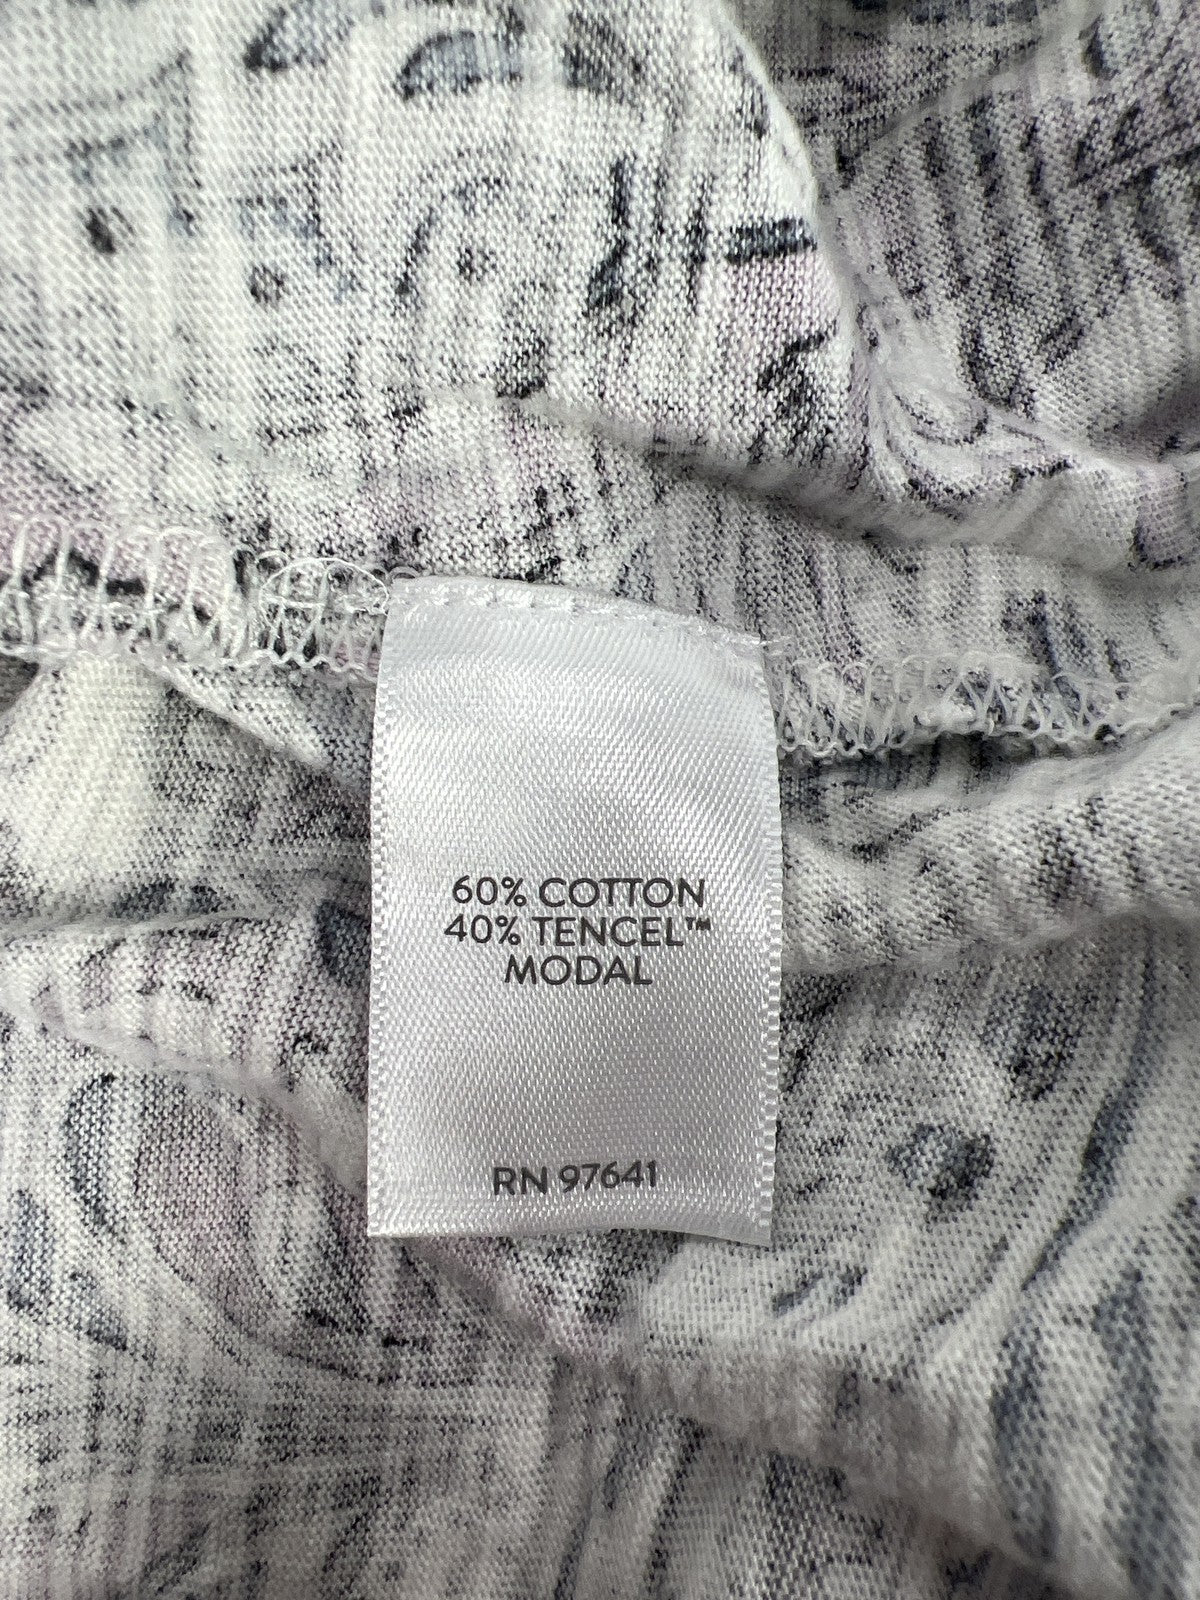 60% COTTON
40% TENCEL™
MODAL
RN 97641